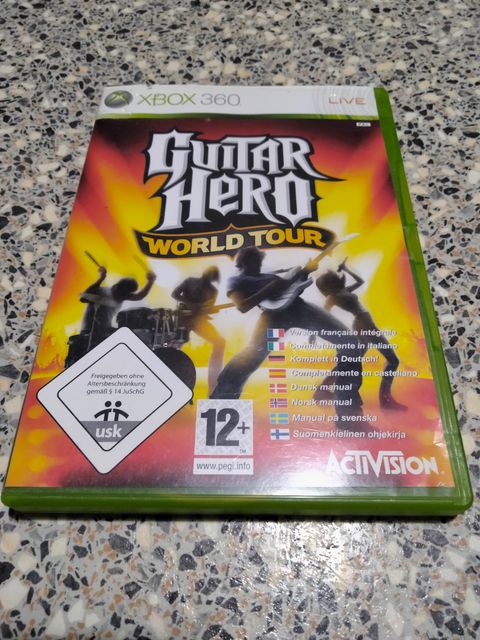 XBOX 360
LIVE
PAL
GUITAR
HERO
WORLD TOUR
Version française intégrale
Completamente in italiano
Komplett in Deutsch!
Completamente en castellano
Dansk manual
Norsk manual
Manual på svenska
Suomenkielinen ohjekirja
Freigegeben ohne
Altersbeschränkung
gemäß § 14 JuSchG
usk
12+
TM
www.pegi.info
ACTIVISION